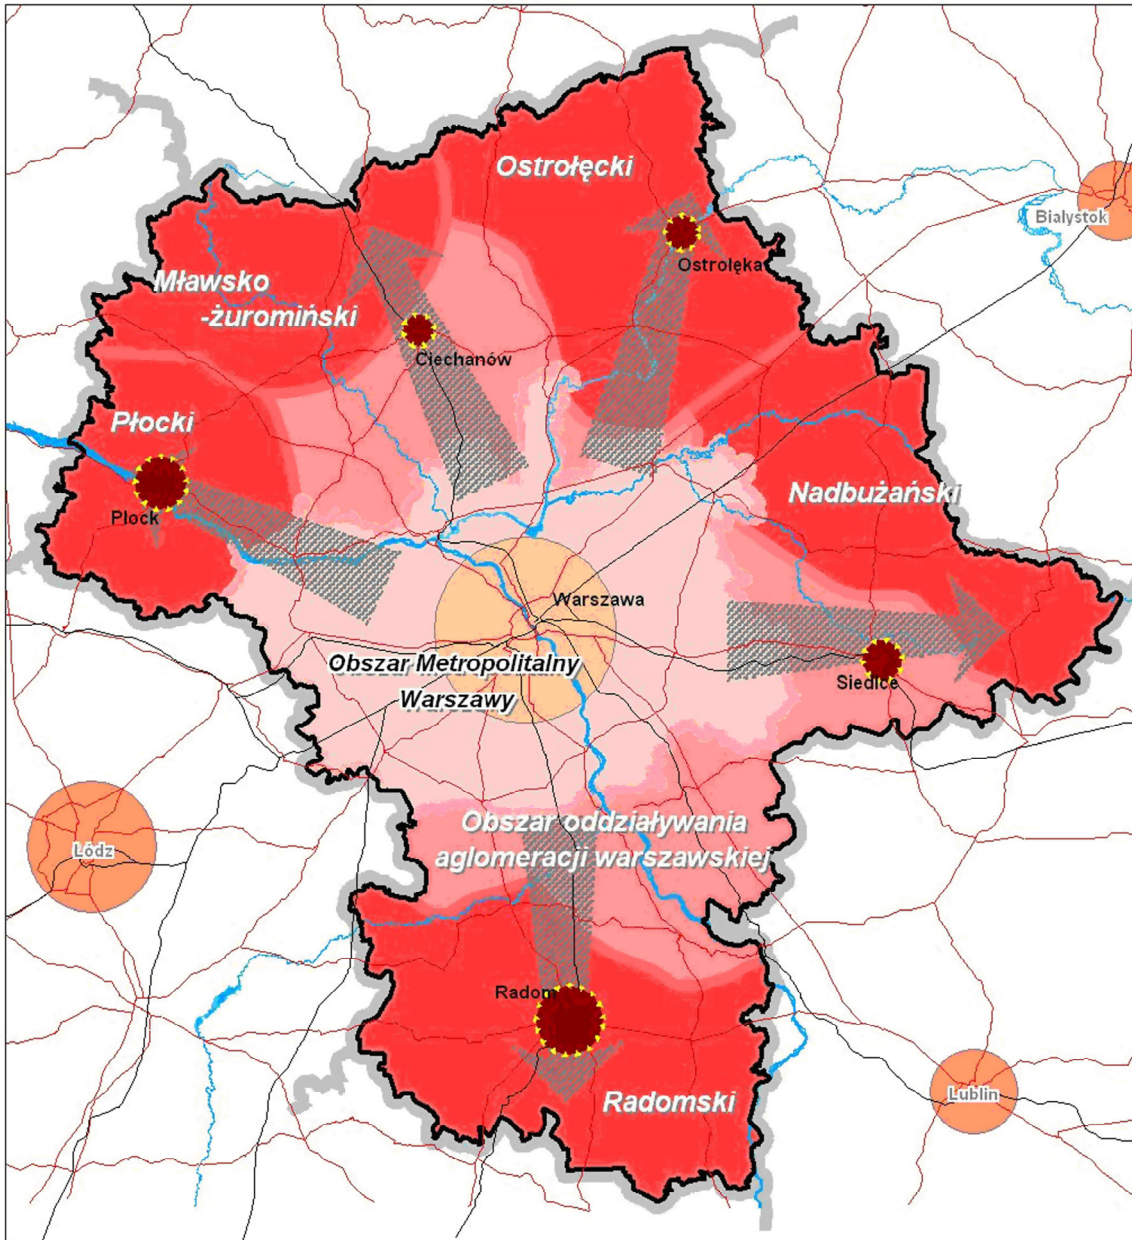 Ostrołęcki
Białystok
Ostrołęka
Mławsko
-żuromiński
Ciechanów
Płocki
Nadbużański
Płock
Warszawa
Obszar Metropolitalny
Warszawy
Siedlce
Obszar oddziaływania
aglomeracji warszawskiej
Łódz
Radom
Lublin
Radomski